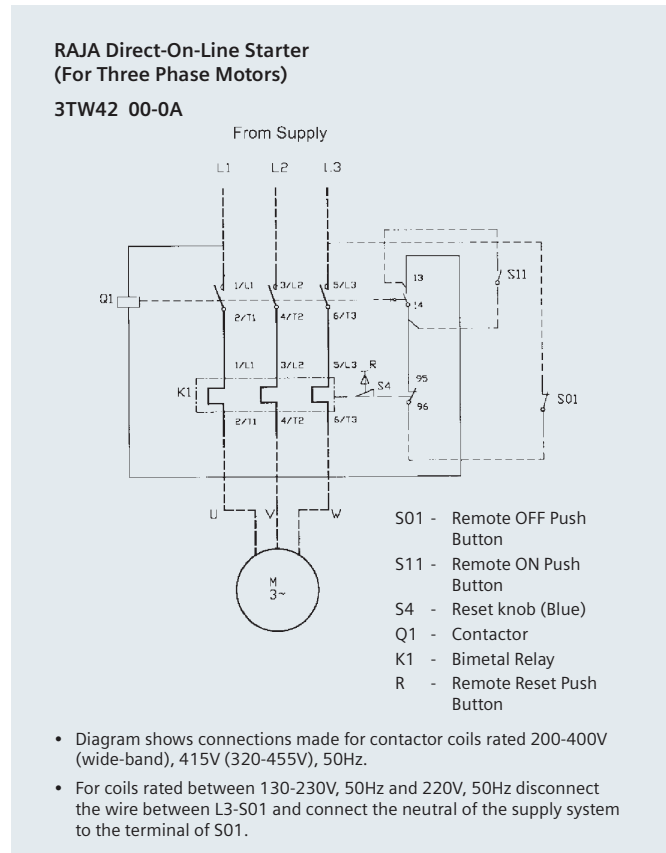 RAJA Direct-On-Line Starter
(For Three Phase Motors)
3TW42 00-0A
From Supply
L1 L2 L3
13
S11
1/L1 3/L2 5/L3
Q1
14
2/T1 4/T2 6/T3
1/L1 3/L2 5/L3
R
S4
95
K1
S01
96
2/T1 4/T2 6/T3
U V W
M
3~
S01 - Remote OFF Push
Button
S11 - Remote ON Push
Button
S4 - Reset knob (Blue)
Q1 - Contactor
K1 - Bimetal Relay
R - Remote Reset Push
Button
• Diagram shows connections made for contactor coils rated 200-400V
(wide-band), 415V (320-455V), 50Hz.
• For coils rated between 130-230V, 50Hz and 220V, 50Hz disconnect
the wire between L3-S01 and connect the neutral of the supply system
to the terminal of S01.